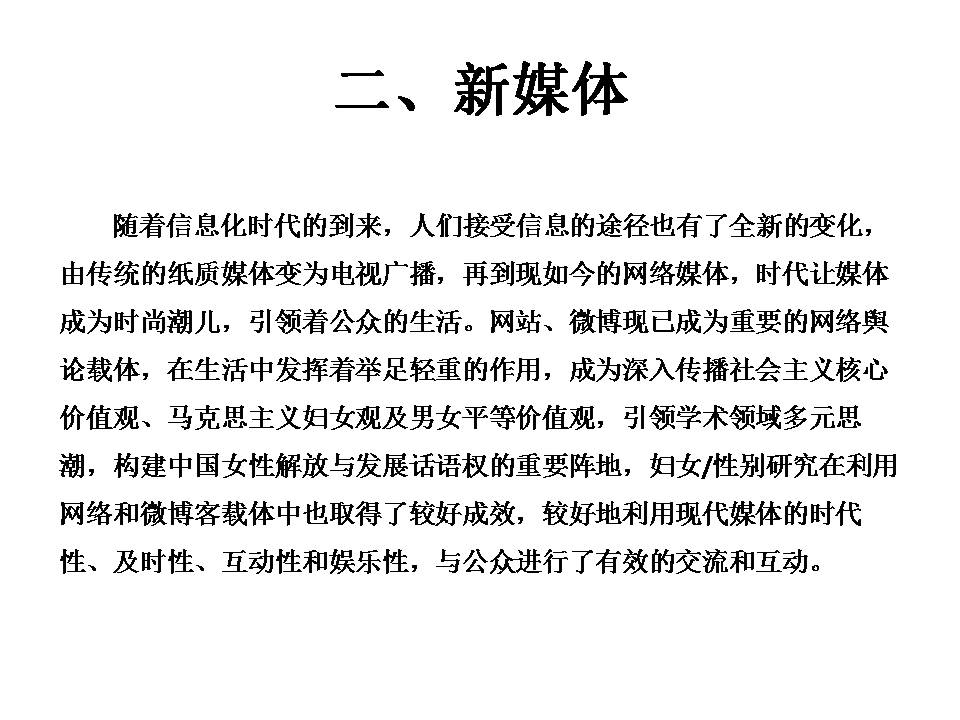 二、新媒体
随着信息化时代的到来，人们接受信息的途径也有了全新的变化，
由传统的纸质媒体变为电视广播，再到现如今的网络媒体，时代让媒体
成为时尚潮儿，引领着公众的生活。网站、微博现已成为重要的网络舆
论载体，在生活中发挥着举足轻重的作用，成为深入传播社会主义核心
价值观、马克思主义妇女观及男女平等价值观，引领学术领域多元思
潮，构建中国女性解放与发展话语权的重要阵地，妇女/性别研究在利用
网络和微博客载体中也取得了较好成效，较好地利用现代媒体的时代
性、及时性、互动性和娱乐性，与公众进行了有效的交流和互动。